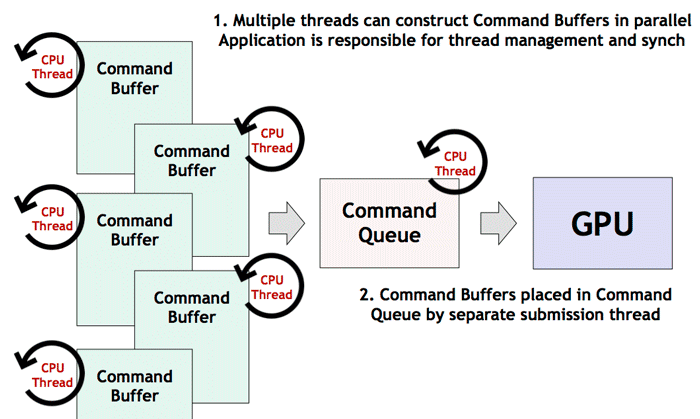 1. Multiple threads can construct Command Buffers in parallel
Application is responsible for thread management and synch
CPU
Thread
Command
Buffer
CPU
Thread
Command
Buffer
CPU
Thread
Command
Buffer
CPU
Thread
Command
Buffer
CPU
Thread
Command
Buffer
CPU
Thread
Command
Queue
GPU
2. Command Buffers placed in Command
Queue by separate submission thread